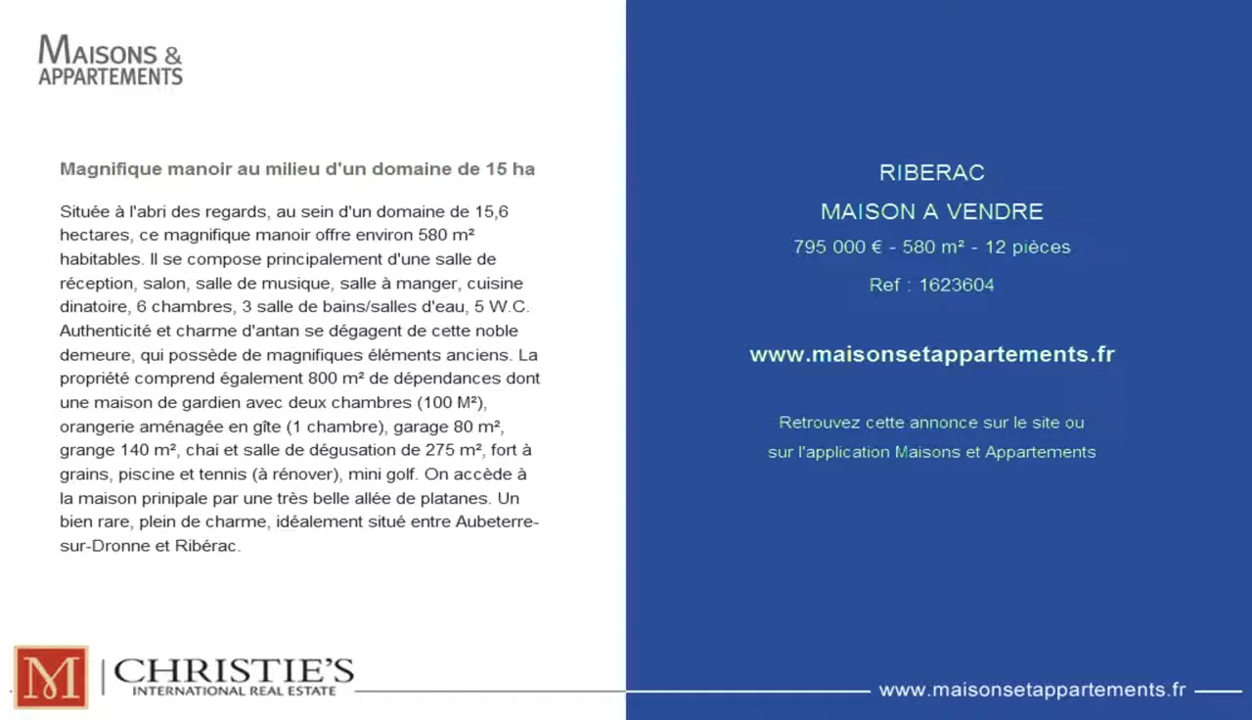 MAISONS &
APPARTEMENTS
Magnifique manoir au milieu d'un domaine de 15 ha
Située à l'abri des regards, au sein d'un domaine de 15,6
hectares, ce magnifique manoir offre environ 580 m²
habitables. Il se compose principalement d'une salle de
réception, salon, salle de musique, salle à manger, cuisine
dinatoire, 6 chambres, 3 salle de bains/salles d'eau, 5 W.C.
Authenticité et charme d'antan se dégagent de cette noble
demeure, qui possède de magnifiques éléments anciens. La
propriété comprend également 800 m² de dépendances dont
une maison de gardien avec deux chambres (100 M²),
orangerie aménagée en gîte (1 chambre), garage 80 m²,
grange 140 m², chai et salle de dégusation de 275 m², fort à
grains, piscine et tennis (à rénover), mini golf. On accède à
la maison prinipale par une très belle allée de platanes. Un
bien rare, plein de charme, idéalement situé entre Aubeterre-
sur-Dronne et Ribérac.
M CHRISTIE'S
INTERNATIONAL REAL ESTATE
RIBERAC
MAISON A VENDRE
795 000 € - 580 m² - 12 pièces
Ref : 1623604
www.maisonsetappartements.fr
Retrouvez cette annonce sur le site ou
sur l'application Maisons et Appartements
www.maisonsetappartements.fr